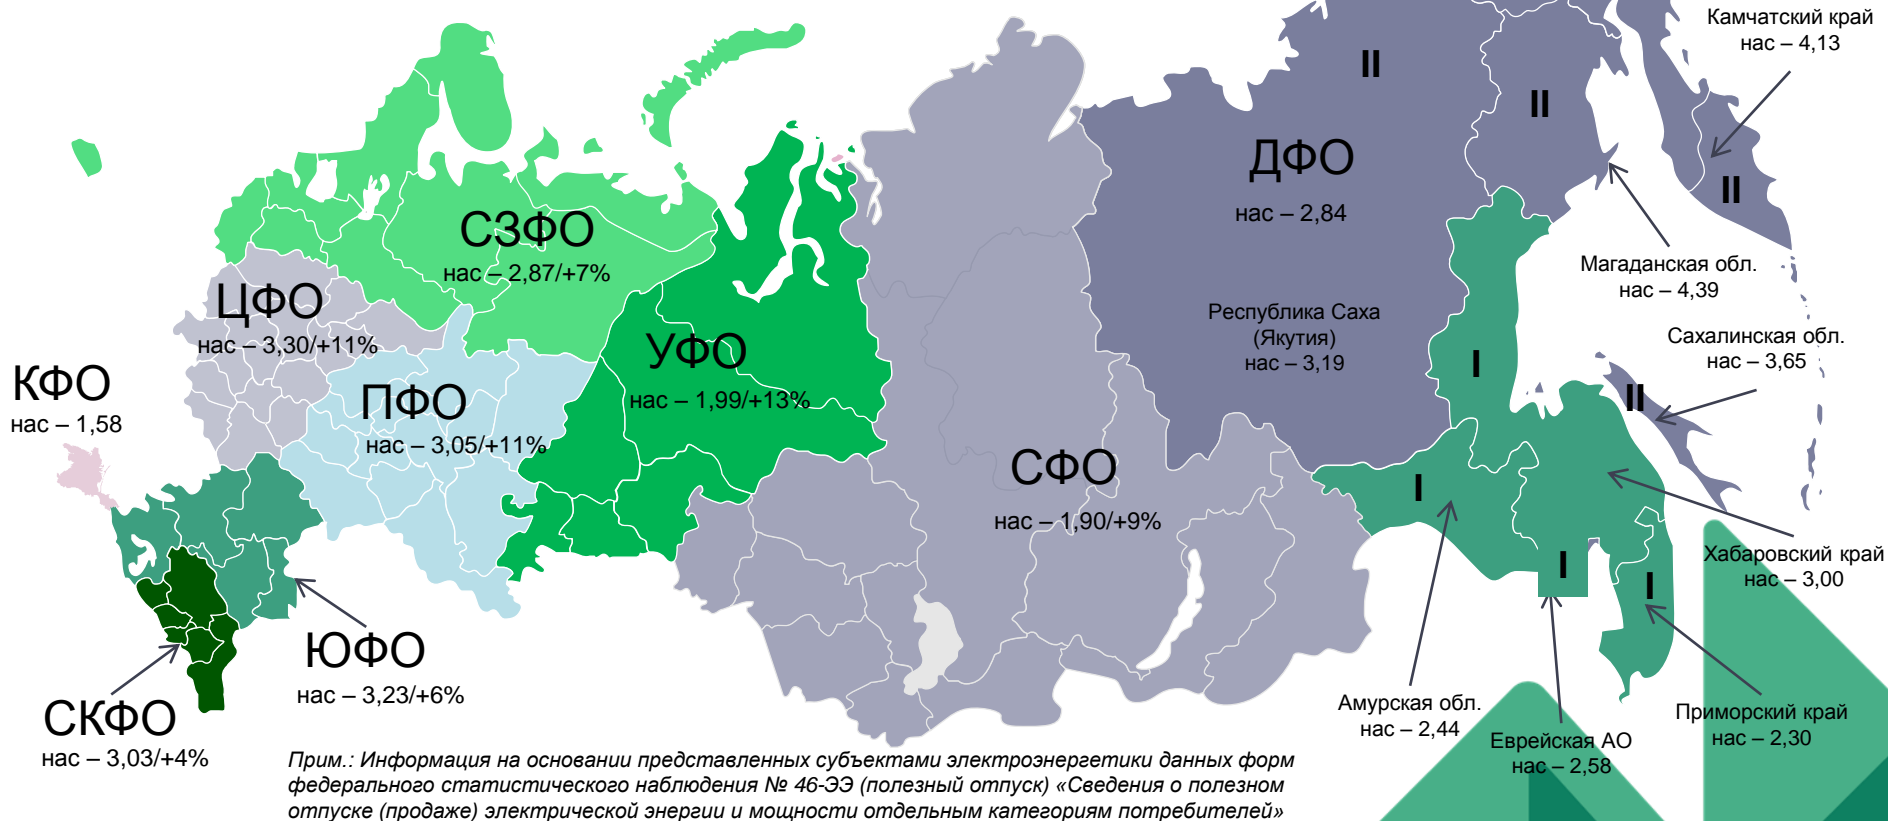 Камчатский край
нас – 4,13
II
II
ДФО
нас – 2,84
II
СЗФО
нас – 2,87/+7%
Магаданская обл.
нас – 4,39
ЦФО
нас – 3,30/+11%
Республика Саха
(Якутия)
нас – 3,19
Сахалинская обл.
нас – 3,65
УФО
нас – 1,99/+13%
I
II
КФО
нас – 1,58
ПФО
нас – 3,05/+11%
СФО
нас – 1,90/+9%
I
Хабаровский край
нас – 3,00
I
I
ЮФО
нас – 3,23/+6%
СКФО
нас – 3,03/+4%
Амурская обл.
нас – 2,44
Еврейская АО
нас – 2,58
Приморский край
нас – 2,30
Прим.: Информация на основании представленных субъектами электроэнергетики данных форм
федерального статистического наблюдения № 46-ЭЭ (полезный отпуск) «Сведения о полезном
отпуске (продаже) электрической энергии и мощности отдельным категориям потребителей»